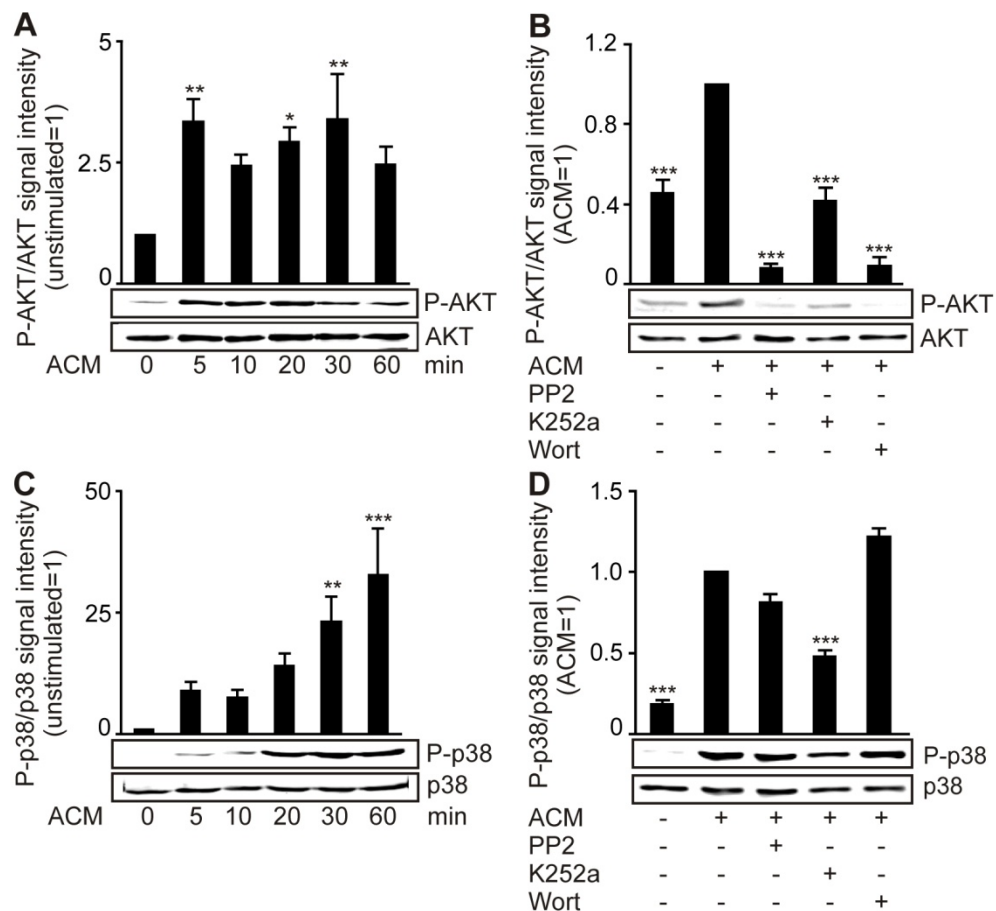 A
P-AKT/AKT signal intensity
(unstimulated=1)
5
2.5
0
**
*
**
P-AKT
AKT
ACM 0 5 10 20 30 60 min
B
P-AKT/AKT signal intensity
(ACM=1)
1.2
0.8
0.4
0
***
***
***
***
P-AKT
AKT
ACM - + + + +
PP2 - - + - -
K252a - - - + -
Wort - - - - +
C
P-p38/p38 signal intensity
(unstimulated=1)
50
25
0
**
***
P-p38
p38
ACM 0 5 10 20 30 60 min
D
P-p38/p38 signal intensity
(ACM=1)
1.5
1.0
0.5
0
***
***
P-p38
p38
ACM - + + + +
PP2 - - + - -
K252a - - - + -
Wort - - - - +